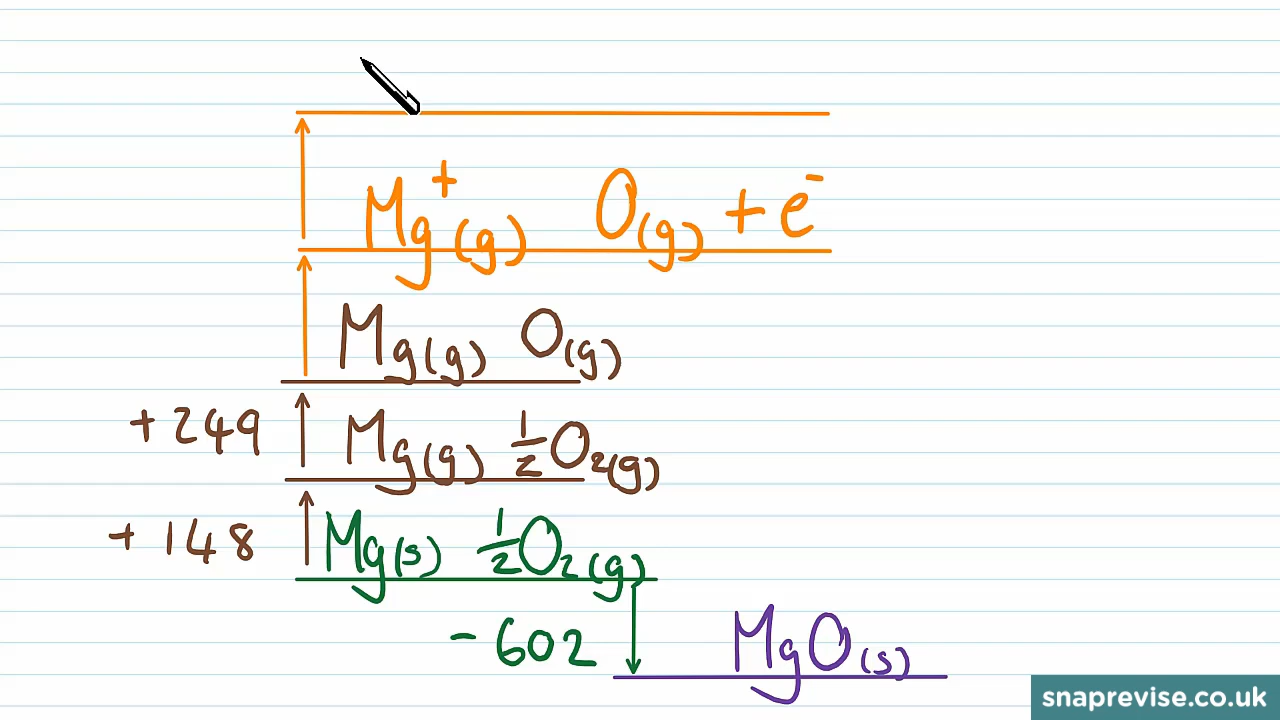 Mg⁺(g) O(g) + e⁻
Mg(g) O(g)
+249 Mg(g) ½O₂(g)
+148 Mg(s) ½O₂(g)
-602 MgO(s)
snaprevise.co.uk